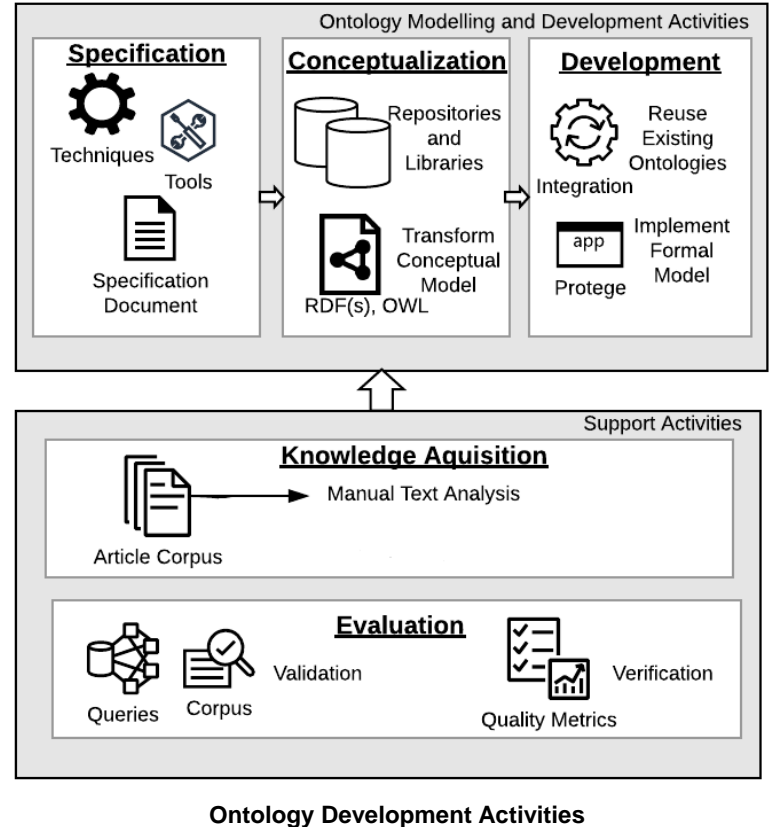 Ontology Modelling and Development Activities
Specification
Techniques
Tools
Specification
Document
Conceptualization
Repositories
and
Libraries
Transform
Conceptual
Model
RDF(s), OWL
Development
Reuse
Existing
Ontologies
Integration
Implement
Formal
Model
app
Protege
Support Activities
Knowledge Aquisition
Manual Text Analysis
Article Corpus
Evaluation
Queries
Corpus
Validation
Quality Metrics
Verification
Ontology Development Activities